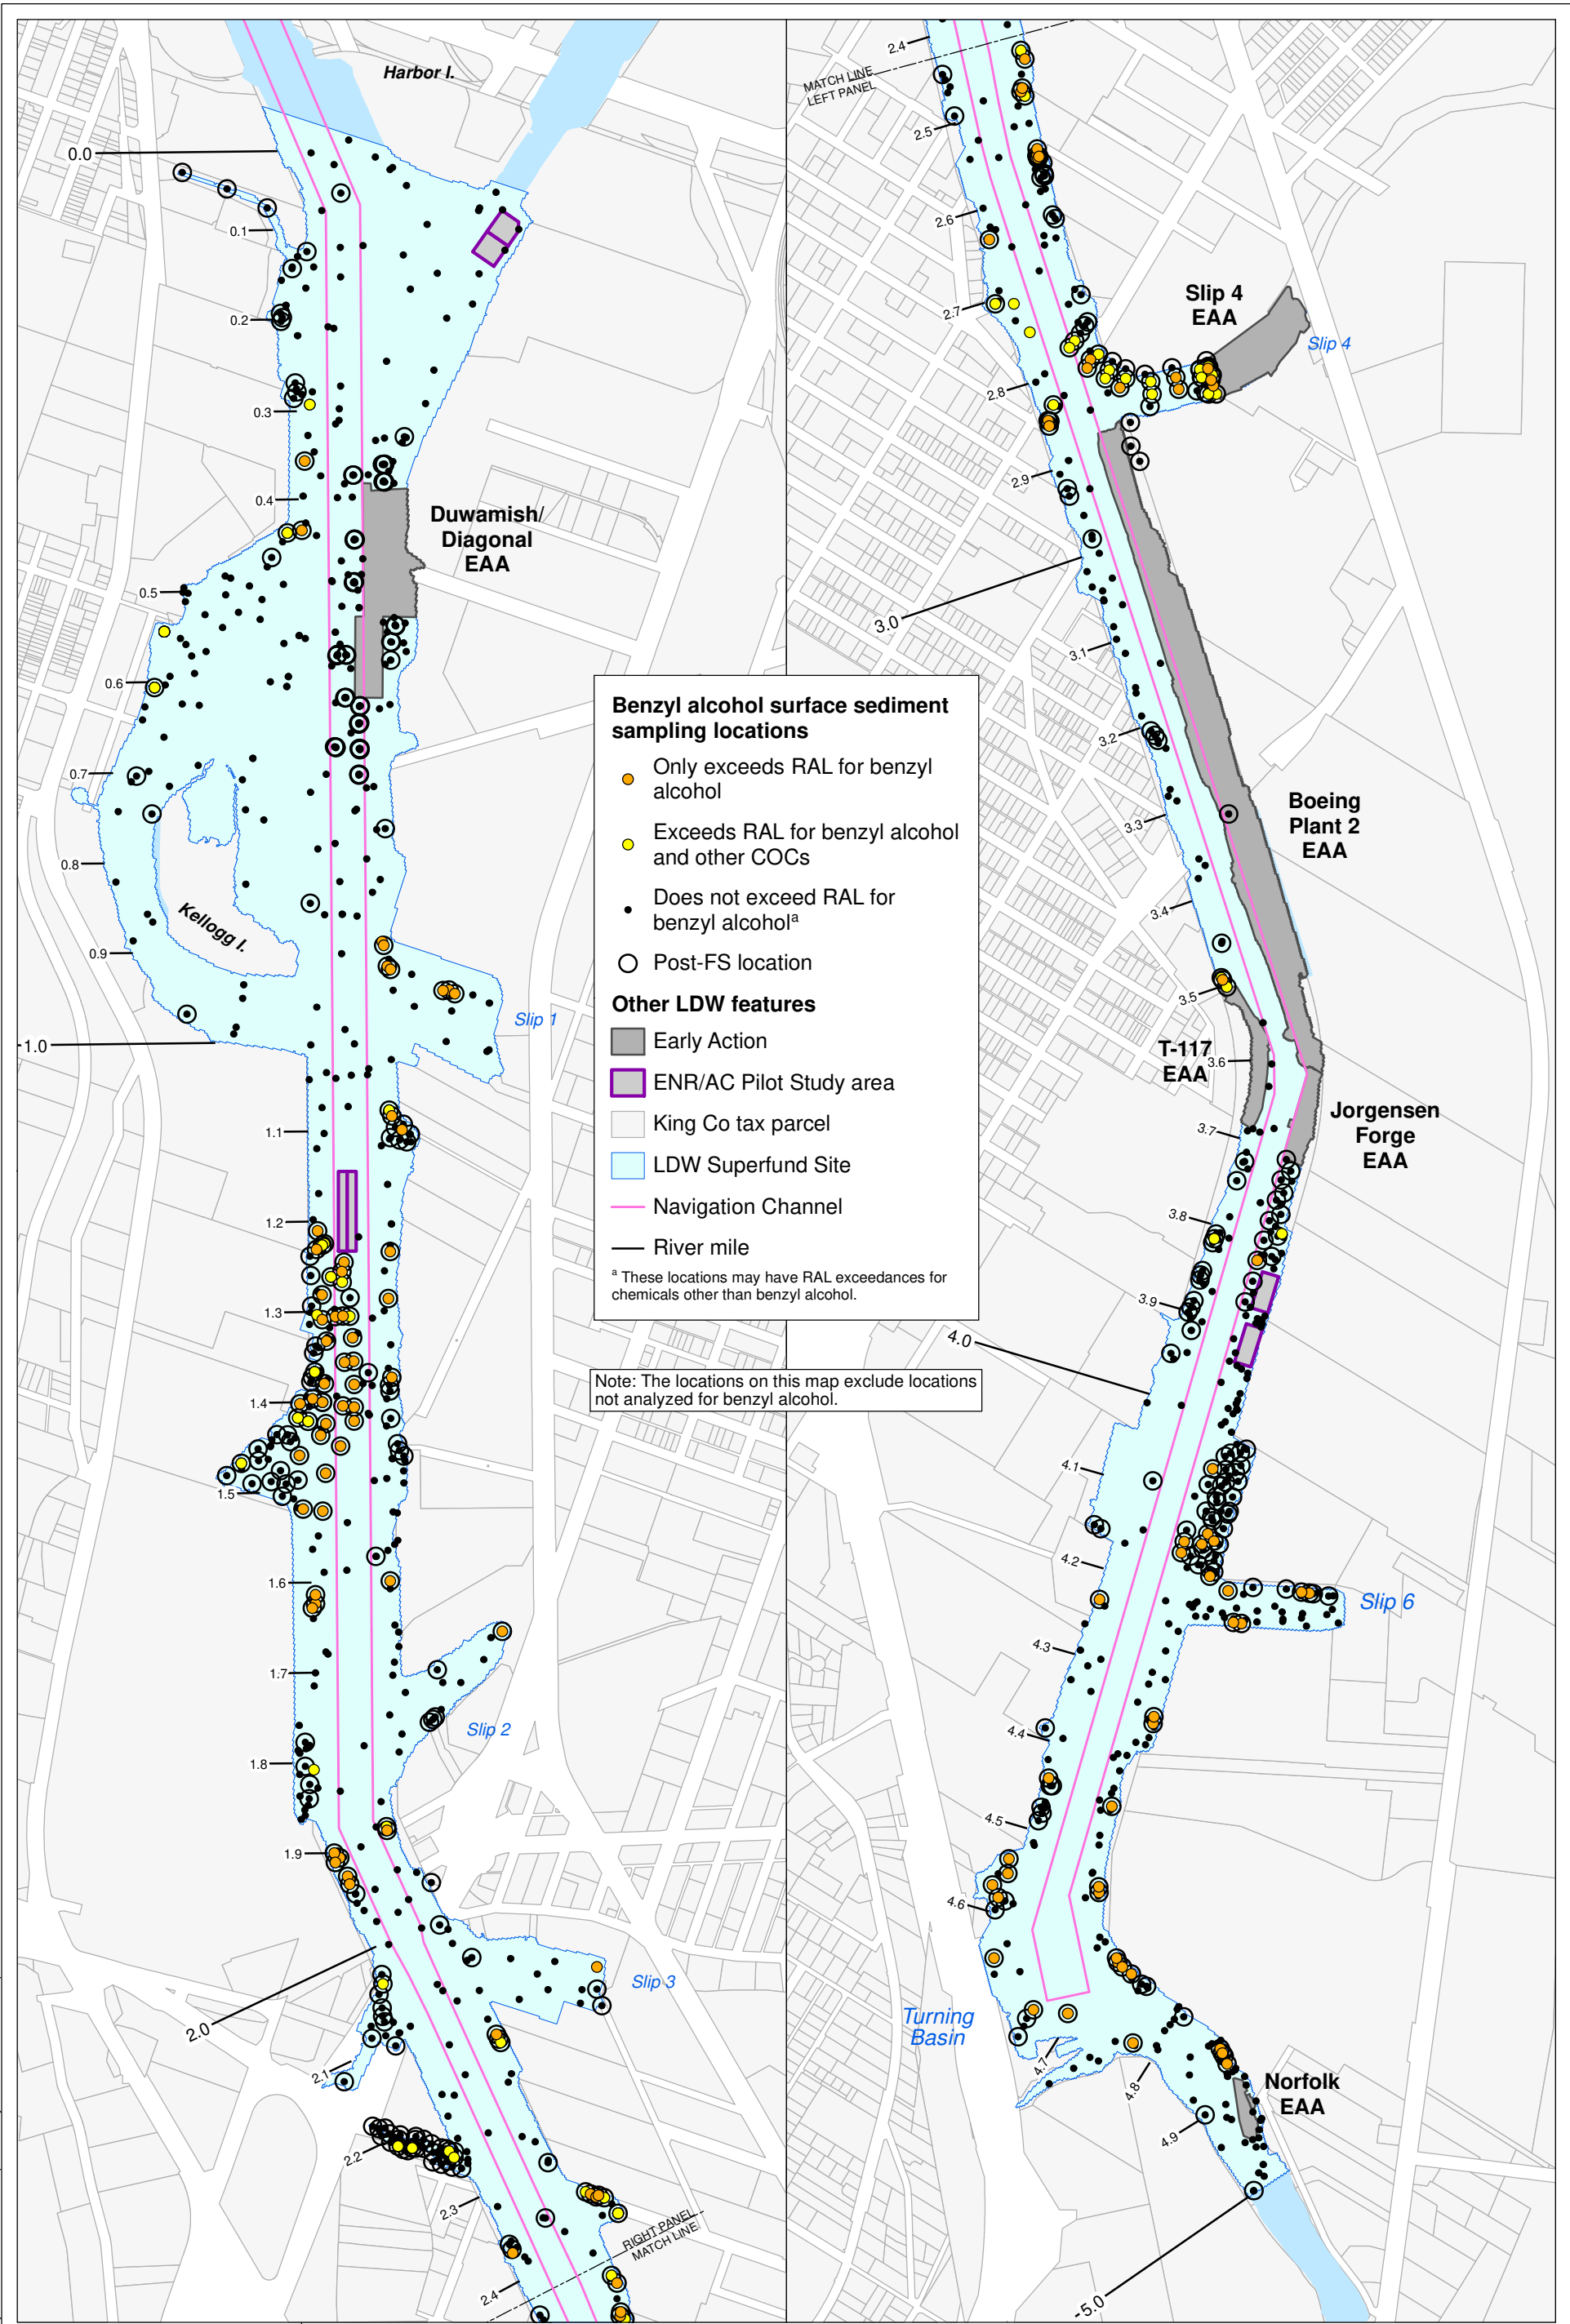 Harbor I.
0.0
0.1
0.2
0.3
0.4
Duwamish/
Diagonal
EAA
0.5
0.6
0.7
0.8
Kellogg I.
0.9
Slip 1
1.0
1.1
1.2
1.3
1.4
1.5
1.6
1.7
Slip 2
1.8
1.9
Slip 3
2.0
2.1
2.2
2.3
RIGHT PANEL
MATCH LINE
2.4
Benzyl alcohol surface sediment
sampling locations
Only exceeds RAL for benzyl
alcohol
Exceeds RAL for benzyl alcohol
and other COCs
Does not exceed RAL for
benzyl alcohol<sup>a</sup>
Post-FS location
Other LDW features
Early Action
ENR/AC Pilot Study area
King Co tax parcel
LDW Superfund Site
Navigation Channel
River mile
<sup>a</sup> These locations may have RAL exceedances for
chemicals other than benzyl alcohol.
Note: The locations on this map exclude locations
not analyzed for benzyl alcohol.
2.4
MATCH LINE
LEFT PANEL
2.5
2.6
Slip 4
EAA
2.7
Slip 4
2.8
2.9
3.0
3.1
3.2
Boeing
Plant 2
EAA
3.3
3.4
3.5
T-117
EAA
3.6
Jorgensen
Forge
EAA
3.7
3.8
3.9
4.0
4.1
4.2
Slip 6
4.3
4.4
4.5
4.6
Turning
Basin
4.7
4.8
Norfolk
EAA
4.9
5.0